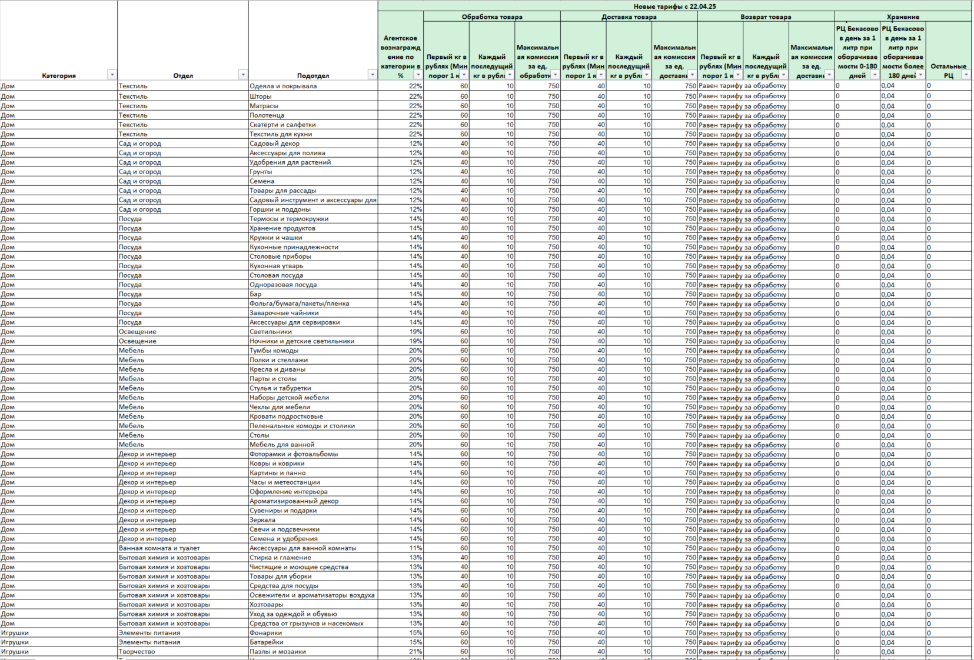 Новые тарифы с 22.04.25
Обработка товара Доставка товара Возврат товара Хранение
Категория Отдел Подотдел Агентское вознагражд ение по категории в % Первый кг в рублях (Мин порог 1 к Каждый последующий кг в рубл Максимальн ая комиссия за ед. обработк Первый кг в рублях (Мин порог 1 к Каждый последующий кг в рубл Максимальн ая комиссия за ед. доставк Первый кг в рублях (Мин порог 1 к Каждый последующий кг в рубл Максимальн ая комиссия за ед. доставк РЦ Бекасово в день за 1 литр при оборачивае мости 0-180 дней РЦ Бекасово в день за 1 литр при оборачивае мости более 180 дне Остальные РЦ
Дом Текстиль Одеяла и покрывала 22% 60 10 750 40 10 750 Равен тарифу за обработку 0 0,04 0
Дом Текстиль Шторы 22% 60 10 750 40 10 750 Равен тарифу за обработку 0 0,04 0
Дом Текстиль Матрасы 22% 60 10 750 40 10 750 Равен тарифу за обработку 0 0,04 0
Дом Текстиль Полотенца 22% 60 10 750 40 10 750 Равен тарифу за обработку 0 0,04 0
Дом Текстиль Скатерти и салфетки 22% 60 10 750 40 10 750 Равен тарифу за обработку 0 0,04 0
Дом Текстиль Текстиль для кухни 22% 60 10 750 40 10 750 Равен тарифу за обработку 0 0,04 0
Дом Сад и огород Садовый декор 12% 40 10 750 40 10 750 Равен тарифу за обработку 0 0,04 0
Дом Сад и огород Аксессуары для полива 12% 40 10 750 40 10 750 Равен тарифу за обработку 0 0,04 0
Дом Сад и огород Удобрения для растений 12% 40 10 750 40 10 750 Равен тарифу за обработку 0 0,04 0
Дом Сад и огород Грунты 12% 40 10 750 40 10 750 Равен тарифу за обработку 0 0,04 0
Дом Сад и огород Семена 12% 40 10 750 40 10 750 Равен тарифу за обработку 0 0,04 0
Дом Сад и огород Товары для рассады 12% 40 10 750 40 10 750 Равен тарифу за обработку 0 0,04 0
Дом Сад и огород Садовый инструмент и аксессуары для 12% 40 10 750 40 10 750 Равен тарифу за обработку 0 0,04 0
Дом Сад и огород Горшки и поддоны 12% 40 10 750 40 10 750 Равен тарифу за обработку 0 0,04 0
Дом Посуда Термосы и термокружки 14% 40 10 750 40 10 750 Равен тарифу за обработку 0 0,04 0
Дом Посуда Хранение продуктов 14% 40 10 750 40 10 750 Равен тарифу за обработку 0 0,04 0
Дом Посуда Кружки и чашки 14% 40 10 750 40 10 750 Равен тарифу за обработку 0 0,04 0
Дом Посуда Кухонные принадлежности 14% 40 10 750 40 10 750 Равен тарифу за обработку 0 0,04 0
Дом Посуда Столовые приборы 14% 40 10 750 40 10 750 Равен тарифу за обработку 0 0,04 0
Дом Посуда Кухонная утварь 14% 40 10 750 40 10 750 Равен тарифу за обработку 0 0,04 0
Дом Посуда Столовая посуда 14% 40 10 750 40 10 750 Равен тарифу за обработку 0 0,04 0
Дом Посуда Одноразовая посуда 14% 40 10 750 40 10 750 Равен тарифу за обработку 0 0,04 0
Дом Посуда Бар 14% 40 10 750 40 10 750 Равен тарифу за обработку 0 0,04 0
Дом Посуда Фольга/бумага/пакеты/пленка 14% 40 10 750 40 10 750 Равен тарифу за обработку 0 0,04 0
Дом Посуда Заварочные чайники 14% 40 10 750 40 10 750 Равен тарифу за обработку 0 0,04 0
Дом Посуда Аксессуары для сервировки 14% 40 10 750 40 10 750 Равен тарифу за обработку 0 0,04 0
Дом Освещение Светильники 19% 40 10 750 40 10 750 Равен тарифу за обработку 0 0,04 0
Дом Освещение Ночники и детские светильники 19% 40 10 750 40 10 750 Равен тарифу за обработку 0 0,04 0
Дом Мебель Тумбы комоды 20% 60 10 750 40 10 750 Равен тарифу за обработку 0 0,04 0
Дом Мебель Полки и стеллажи 20% 60 10 750 40 10 750 Равен тарифу за обработку 0 0,04 0
Дом Мебель Кресла и диваны 20% 60 10 750 40 10 750 Равен тарифу за обработку 0 0,04 0
Дом Мебель Парты и столы 20% 60 10 750 40 10 750 Равен тарифу за обработку 0 0,04 0
Дом Мебель Стулья и табуретки 20% 60 10 750 40 10 750 Равен тарифу за обработку 0 0,04 0
Дом Мебель Наборы детской мебели 20% 60 10 750 40 10 750 Равен тарифу за обработку 0 0,04 0
Дом Мебель Чехлы для мебели 20% 60 10 750 40 10 750 Равен тарифу за обработку 0 0,04 0
Дом Мебель Кровати подростковые 20% 60 10 750 40 10 750 Равен тарифу за обработку 0 0,04 0
Дом Мебель Пеленальные комоды и столики 20% 60 10 750 40 10 750 Равен тарифу за обработку 0 0,04 0
Дом Мебель Столы 20% 60 10 750 40 10 750 Равен тарифу за обработку 0 0,04 0
Дом Мебель Мебель для ванной 20% 60 10 750 40 10 750 Равен тарифу за обработку 0 0,04 0
Дом Декор и интерьер Фоторамки и фотоальбомы 14% 60 10 750 40 10 750 Равен тарифу за обработку 0 0,04 0
Дом Декор и интерьер Ковры и коврики 14% 60 10 750 40 10 750 Равен тарифу за обработку 0 0,04 0
Дом Декор и интерьер Картины и панно 14% 60 10 750 40 10 750 Равен тарифу за обработку 0 0,04 0
Дом Декор и интерьер Часы и метеостанции 14% 60 10 750 40 10 750 Равен тарифу за обработку 0 0,04 0
Дом Декор и интерьер Оформление интерьера 14% 60 10 750 40 10 750 Равен тарифу за обработку 0 0,04 0
Дом Декор и интерьер Ароматизированный декор 14% 60 10 750 40 10 750 Равен тарифу за обработку 0 0,04 0
Дом Декор и интерьер Сувениры и подарки 14% 60 10 750 40 10 750 Равен тарифу за обработку 0 0,04 0
Дом Декор и интерьер Зеркала 14% 60 10 750 40 10 750 Равен тарифу за обработку 0 0,04 0
Дом Декор и интерьер Свечи и подсвечники 14% 60 10 750 40 10 750 Равен тарифу за обработку 0 0,04 0
Дом Декор и интерьер Семена и удобрения 14% 60 10 750 40 10 750 Равен тарифу за обработку 0 0,04 0
Дом Ванная комната и туалет Аксессуары для ванной комнаты 11% 60 10 750 40 10 750 Равен тарифу за обработку 0 0,04 0
Дом Бытовая химия и хозтовары Стирка и глажение 13% 40 10 750 40 10 750 Равен тарифу за обработку 0 0,04 0
Дом Бытовая химия и хозтовары Чистящие и моющие средства 13% 40 10 750 40 10 750 Равен тарифу за обработку 0 0,04 0
Дом Бытовая химия и хозтовары Товары для уборки 13% 40 10 750 40 10 750 Равен тарифу за обработку 0 0,04 0
Дом Бытовая химия и хозтовары Средства для посуды 13% 40 10 750 40 10 750 Равен тарифу за обработку 0 0,04 0
Дом Бытовая химия и хозтовары Освежители и ароматизаторы воздуха 13% 40 10 750 40 10 750 Равен тарифу за обработку 0 0,04 0
Дом Бытовая химия и хозтовары Хозтовары 13% 40 10 750 40 10 750 Равен тарифу за обработку 0 0,04 0
Дом Бытовая химия и хозтовары Уход за одеждой и обувью 13% 40 10 750 40 10 750 Равен тарифу за обработку 0 0,04 0
Дом Бытовая химия и хозтовары Средства от грызунов и насекомых 13% 40 10 750 40 10 750 Равен тарифу за обработку 0 0,04 0
Игрушки Элементы питания Фонарики 15% 60 10 750 40 10 750 Равен тарифу за обработку 0 0,04 0
Игрушки Элементы питания Батарейки 15% 60 10 750 40 10 750 Равен тарифу за обработку 0 0,04 0
Игрушки Творчество Пазлы и мозаики 21% 60 10 750 40 10 750 Равен тарифу за обработку 0 0,04 0